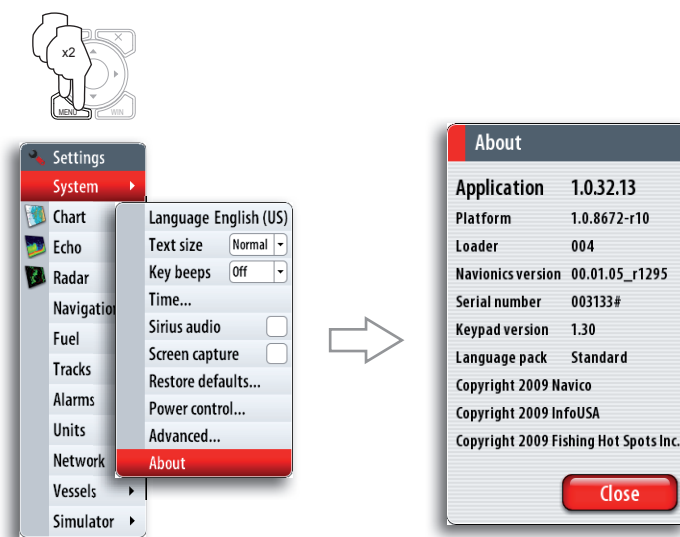 x2
MENU
WIN
Settings
System
Chart
Echo
Radar
Navigation
Fuel
Tracks
Alarms
Units
Network
Vessels
Simulator
Language English (US)
Text size Normal
Key beeps Off
Time...
Sirius audio
Screen capture
Restore defaults...
Power control...
Advanced...
About
About
Application 1.0.32.13
Platform 1.0.8672-r10
Loader 004
Navionics version 00.01.05_r1295
Serial number 003133#
Keypad version 1.30
Language pack Standard
Copyright 2009 Navico
Copyright 2009 InfoUSA
Copyright 2009 Fishing Hot Spots Inc.
Close